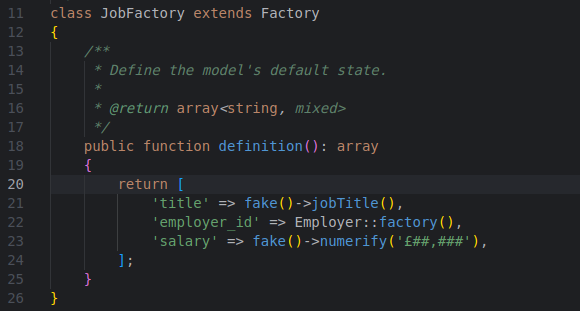 11 class JobFactory extends Factory
12 {
13     /**
14      * Define the model's default state.
15      *
16      * @return array<string, mixed>
17      */
18     public function definition(): array
19     {
20         return [
21             'title' => fake()->jobTitle(),
22             'employer_id' => Employer::factory(),
23             'salary' => fake()->numerify('£##,###'),
24         ];
25     }
26 }